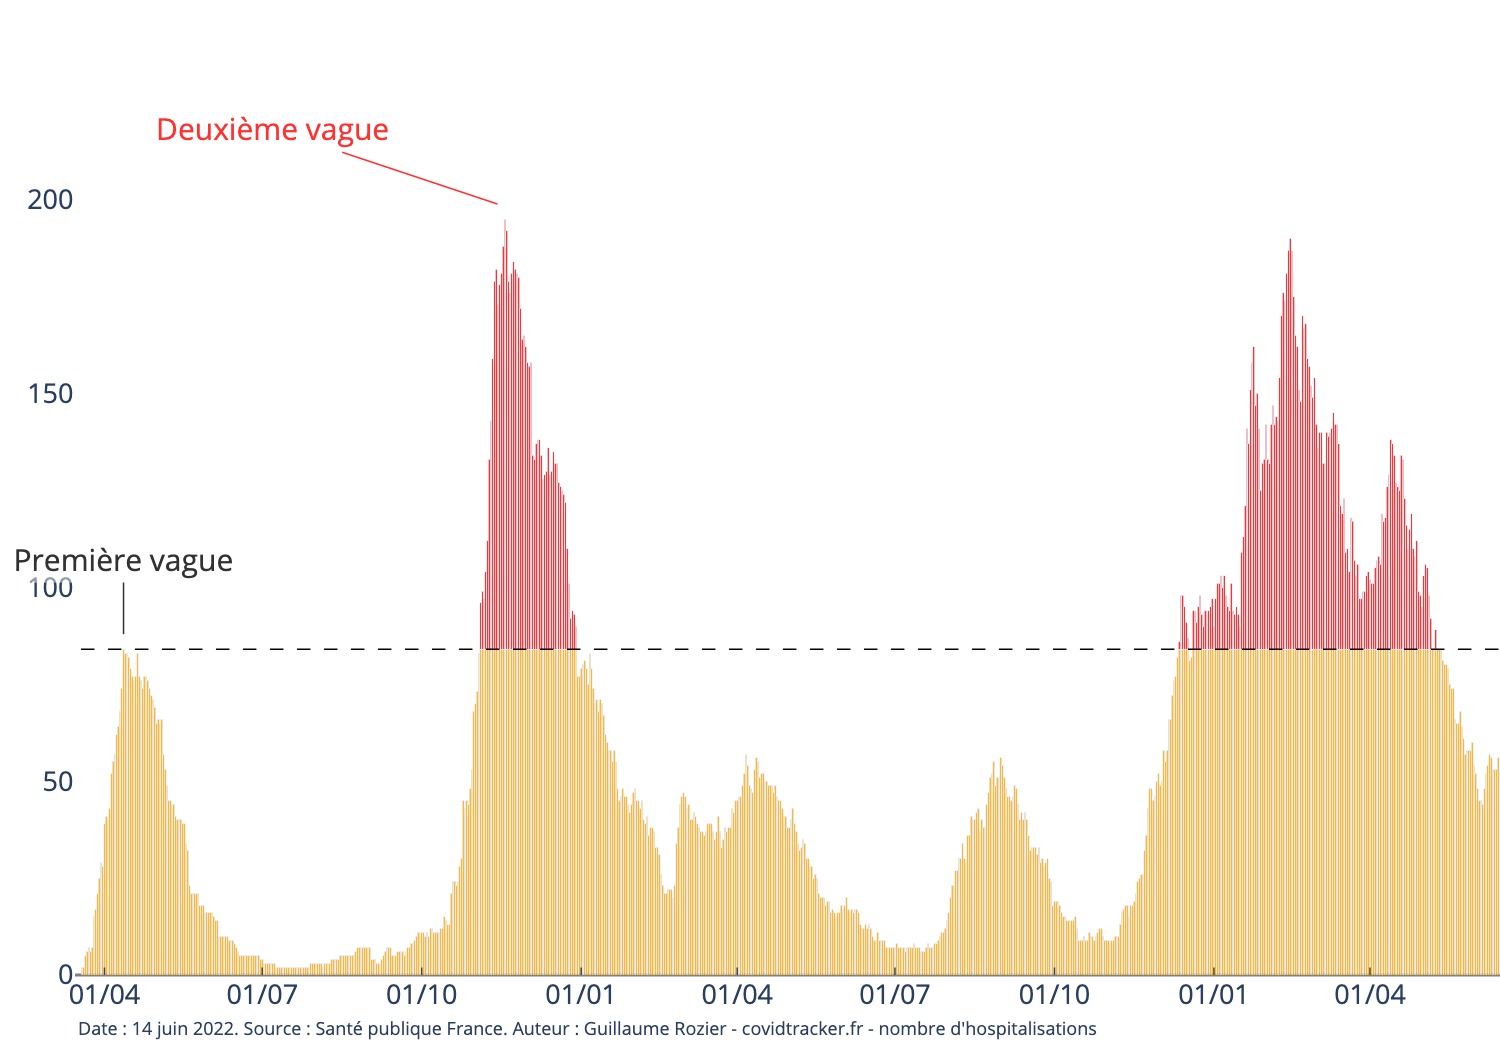 Deuxième vague
200
150
Première vague
100
50
0
01/04 01/07 01/10 01/01 01/04 01/07 01/10 01/01 01/04
Date : 14 juin 2022. Source : Santé publique France. Auteur : Guillaume Rozier - covidtracker.fr - nombre d'hospitalisations